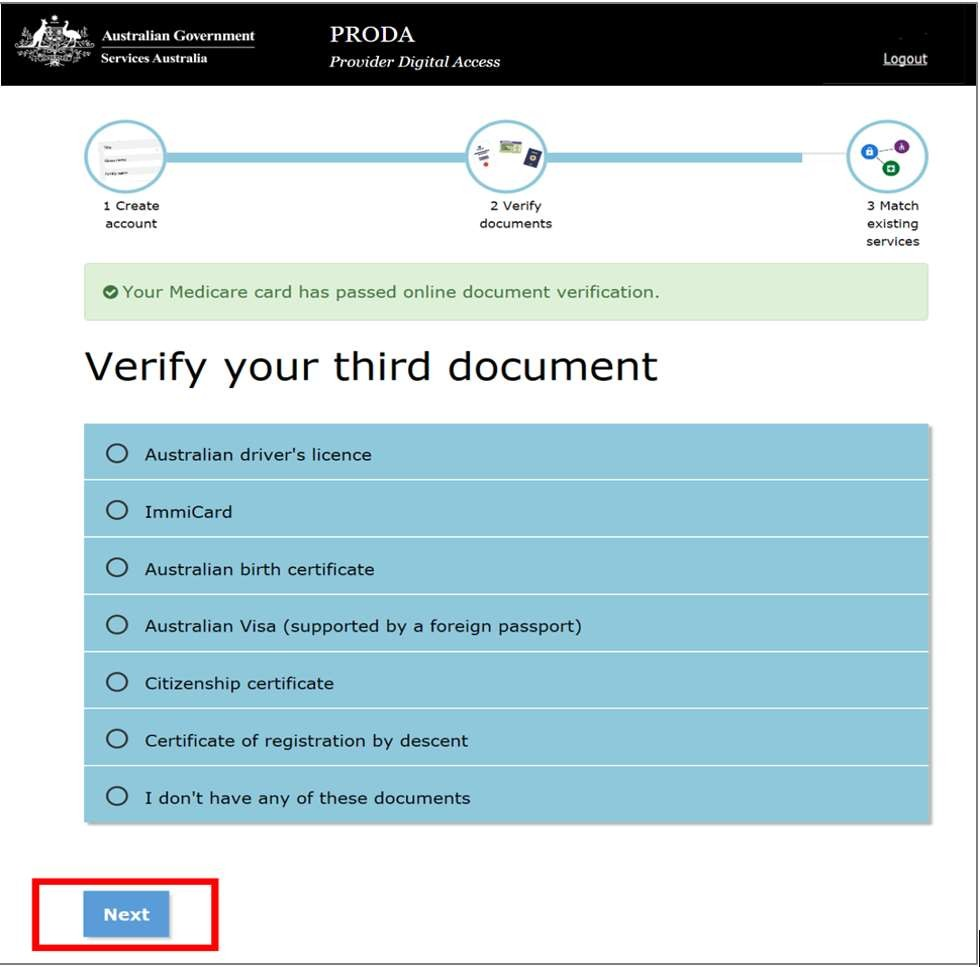 Australian Government
Services Australia
PRODA
Provider Digital Access
Logout
1 Create
account
2 Verify
documents
3 Match
existing
services
Your Medicare card has passed online document verification.
Verify your third document
Australian driver's licence
ImmiCard
Australian birth certificate
Australian Visa (supported by a foreign passport)
Citizenship certificate
Certificate of registration by descent
I don't have any of these documents
Next